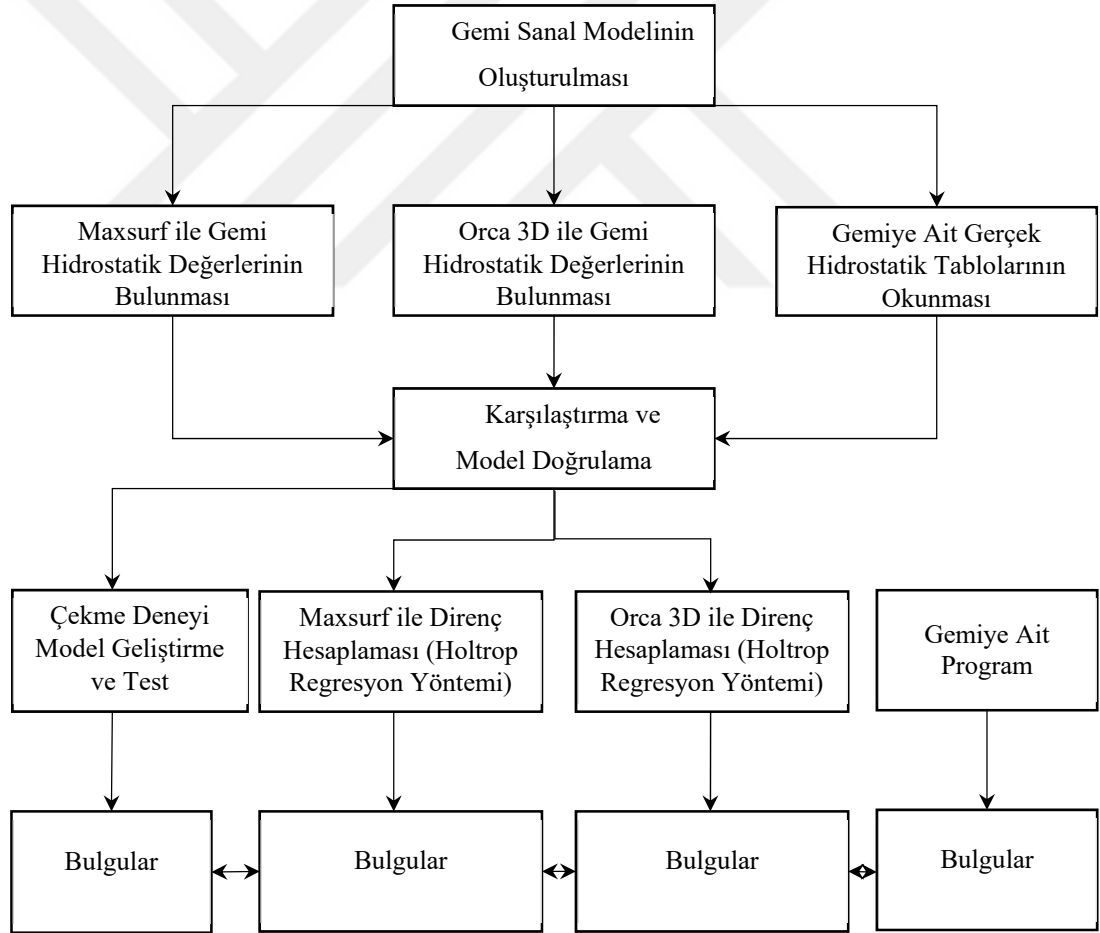 Gemi Sanal Modelinin
Oluşturulması
Maxsurf ile Gemi
Hidrostatik Değerlerinin
Bulunması
Orca 3D ile Gemi
Hidrostatik Değerlerinin
Bulunması
Gemiye Ait Gerçek
Hidrostatik Tablolarının
Okunması
Karşılaştırma ve
Model Doğrulama
Çekme Deneyi
Model Geliştirme
ve Test
Maxsurf ile Direnç
Hesaplaması (Holtrop
Regresyon Yöntemi)
Orca 3D ile Direnç
Hesaplaması (Holtrop
Regresyon Yöntemi)
Gemiye Ait
Program
Bulgular
Bulgular
Bulgular
Bulgular